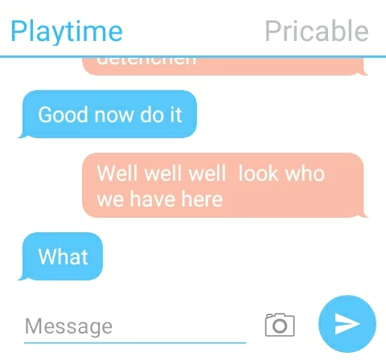 Playtime Pricable
Good now do it
Well well well look who
we have here
What
Message